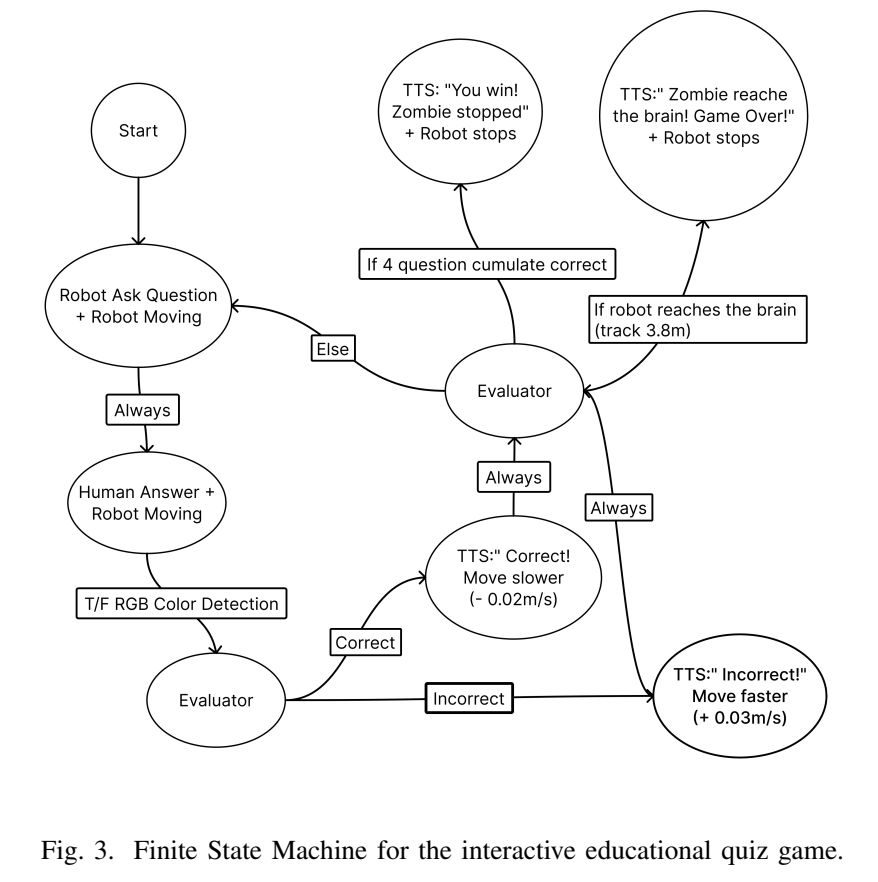 Start
TTS: "You win!
Zombie stopped"
+ Robot stops
TTS:" Zombie reache
the brain! Game Over!"
+ Robot stops
If 4 question cumulate correct
Robot Ask Question
+ Robot Moving
If robot reaches the brain
(track 3.8m)
Else
Evaluator
Always
Always
Human Answer +
Robot Moving
Always
TTS:" Correct!
Move slower
(- 0.02m/s)
T/F RGB Color Detection
Correct
Evaluator
Incorrect
TTS:" Incorrect!"
Move faster
(+ 0.03m/s)
Fig. 3. Finite State Machine for the interactive educational quiz game.